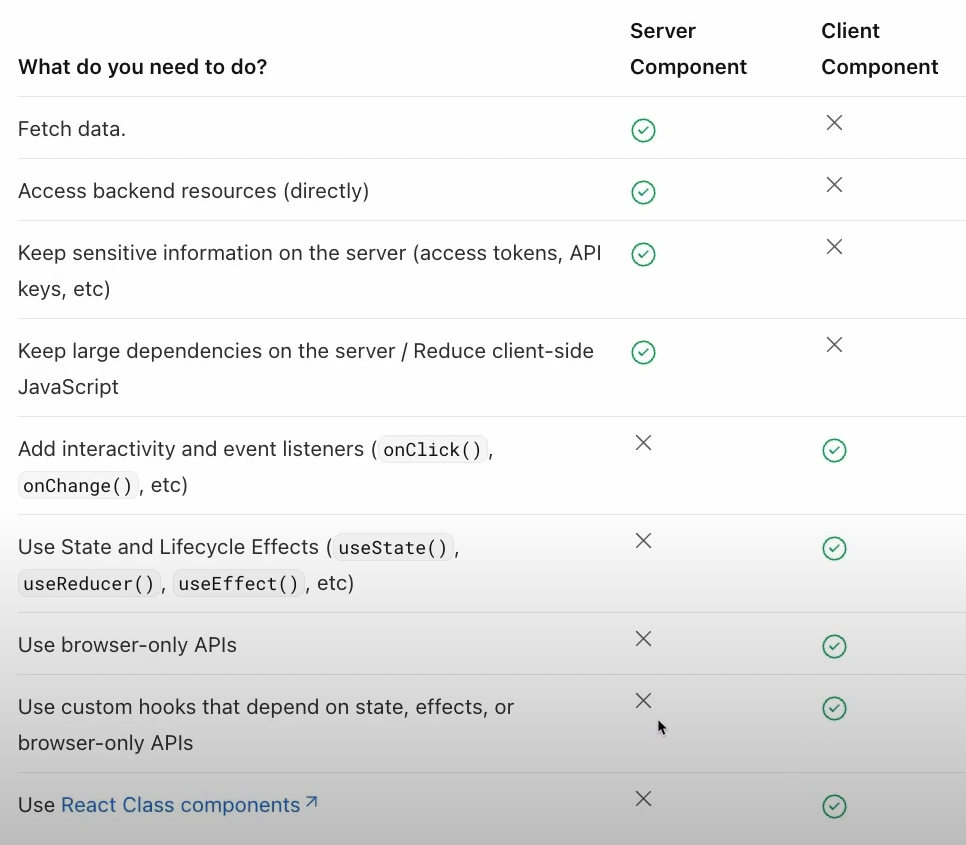 Server Client
What do you need to do? Component Component
Fetch data.
Access backend resources (directly)
Keep sensitive information on the server (access tokens, API
keys, etc)
Keep large dependencies on the server / Reduce client-side
JavaScript
Add interactivity and event listeners ( onClick() ,
onChange() , etc)
Use State and Lifecycle Effects ( useState() ,
useReducer() , useEffect() , etc)
Use browser-only APIs
Use custom hooks that depend on state, effects, or
browser-only APIs
Use React Class components